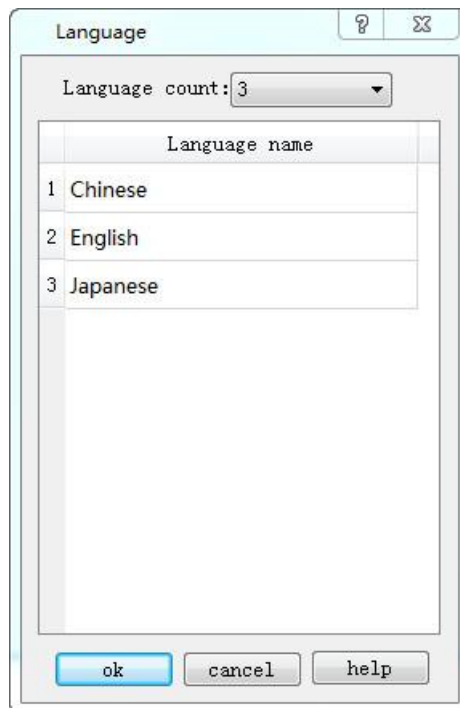 Language
Language count: 3
Language name
1 Chinese
2 English
3 Japanese
ok cancel help